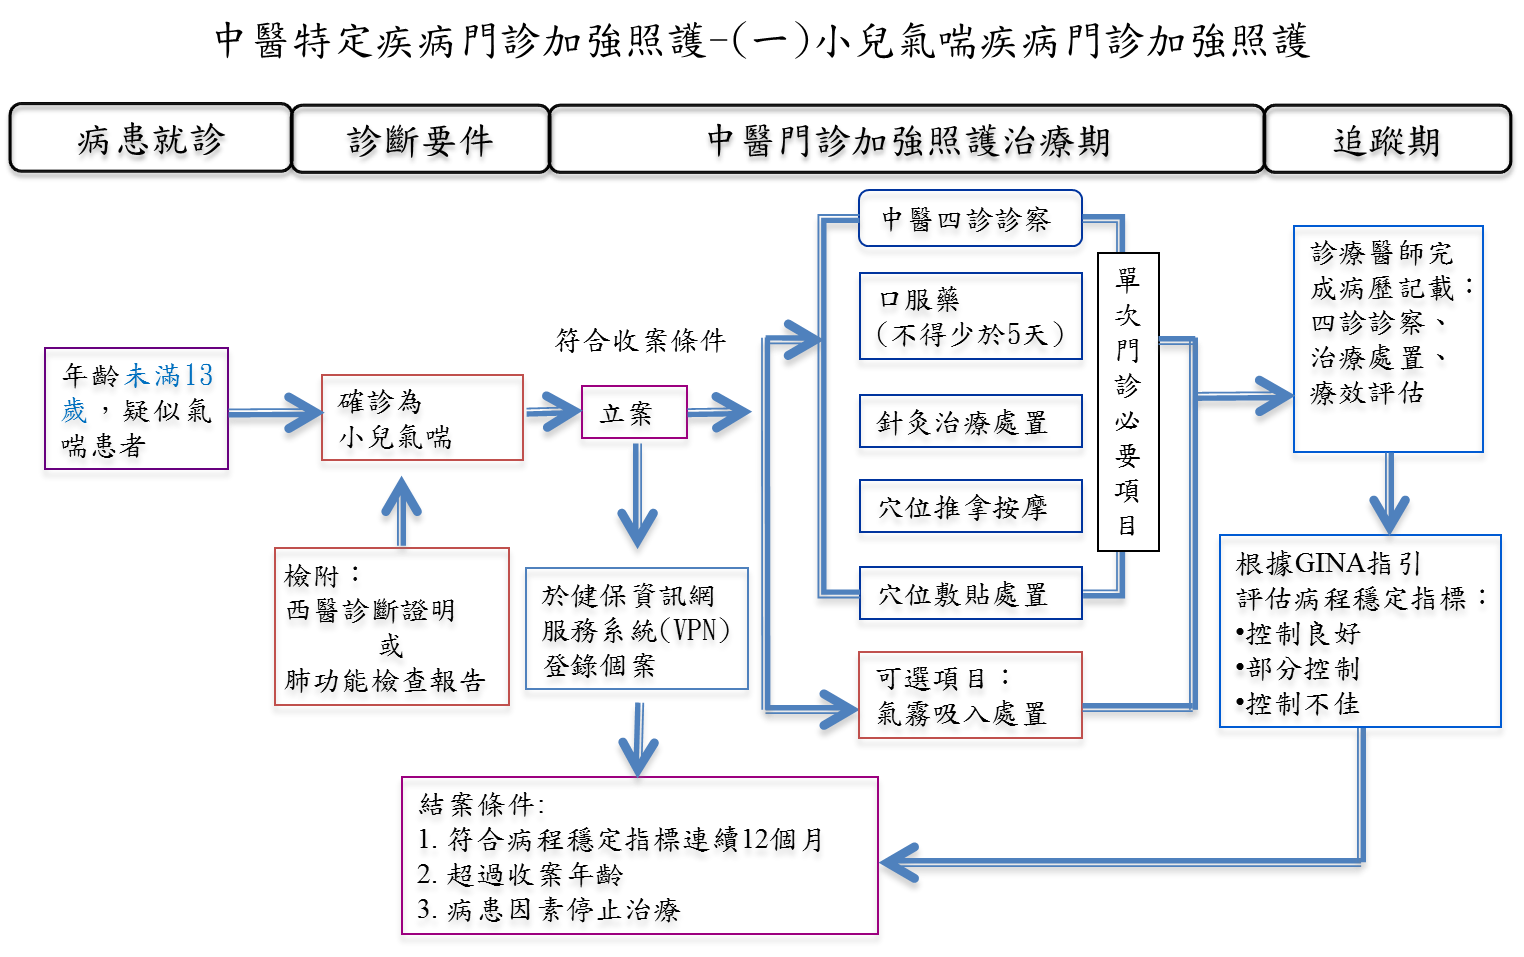 中醫特定疾病門診加強照護-(一)小兒氣喘疾病門診加強照護
病患就診
診斷要件
中醫門診加強照護治療期
追蹤期
年齡未滿13
歲，疑似氣
喘患者
確診為
小兒氣喘
檢附：
西醫診斷證明
或
肺功能檢查報告
符合收案條件
立案
於健保資訊網
服務系統(VPN)
登錄個案
中醫四診診察
口服藥
(不得少於5天)
針灸治療處置
穴位推拿按摩
穴位敷貼處置
可選項目：
氣霧吸入處置
單次門診必要項目
診療醫師完
成病歷記載：
四診診察、
治療處置、
療效評估
根據GINA指引
評估病程穩定指標：
•控制良好
•部分控制
•控制不佳
結案條件:
1. 符合病程穩定指標連續12個月
2. 超過收案年齡
3. 病患因素停止治療